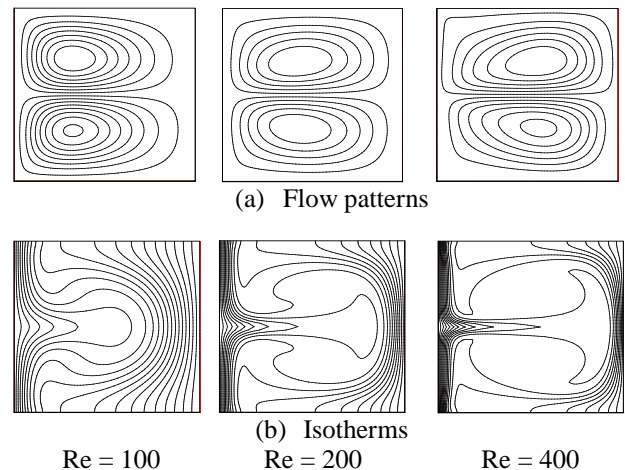 (a) Flow patterns
(b) Isotherms
Re = 100 Re = 200 Re = 400